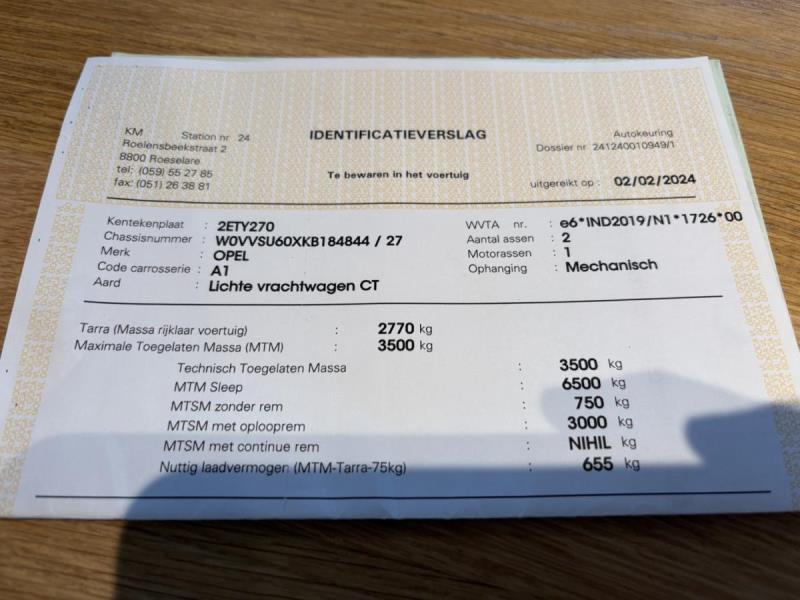 KM Station nr 24 IDENTIFICATIEVERSLAG Autokeuring
Roelensbeekstraat 2 Dossier nr 241240010949/1
8800 Roeselare
tel: (059) 55 27 85 Te bewaren in het voertuig
fax: (051) 26 38 81 uitgereikt op : 02/02/2024
Kentekenplaat : 2ETY270 WVTA nr. : e6*IND2019/N1*1726*00
Chassisnummer : W0VVSU60XKB184844 / 27 Aantal assen : 2
Merk : OPEL Motorassen : 1
Code carrosserie : A1 Ophanging : Mechanisch
Aard : Lichte vrachtwagen CT
Tarra (Massa rijklaar voertuig) : 2770 kg
Maximale Toegelaten Massa (MTM) : 3500 kg
Technisch Toegelaten Massa : 3500 kg
MTM Sleep : 6500 kg
MTSM zonder rem : 750 kg
MTSM met oplooprem : 3000 kg
MTSM met continue rem : NIHIL kg
Nuttig laadvermogen (MTM-Tarra-75kg) : 655 kg